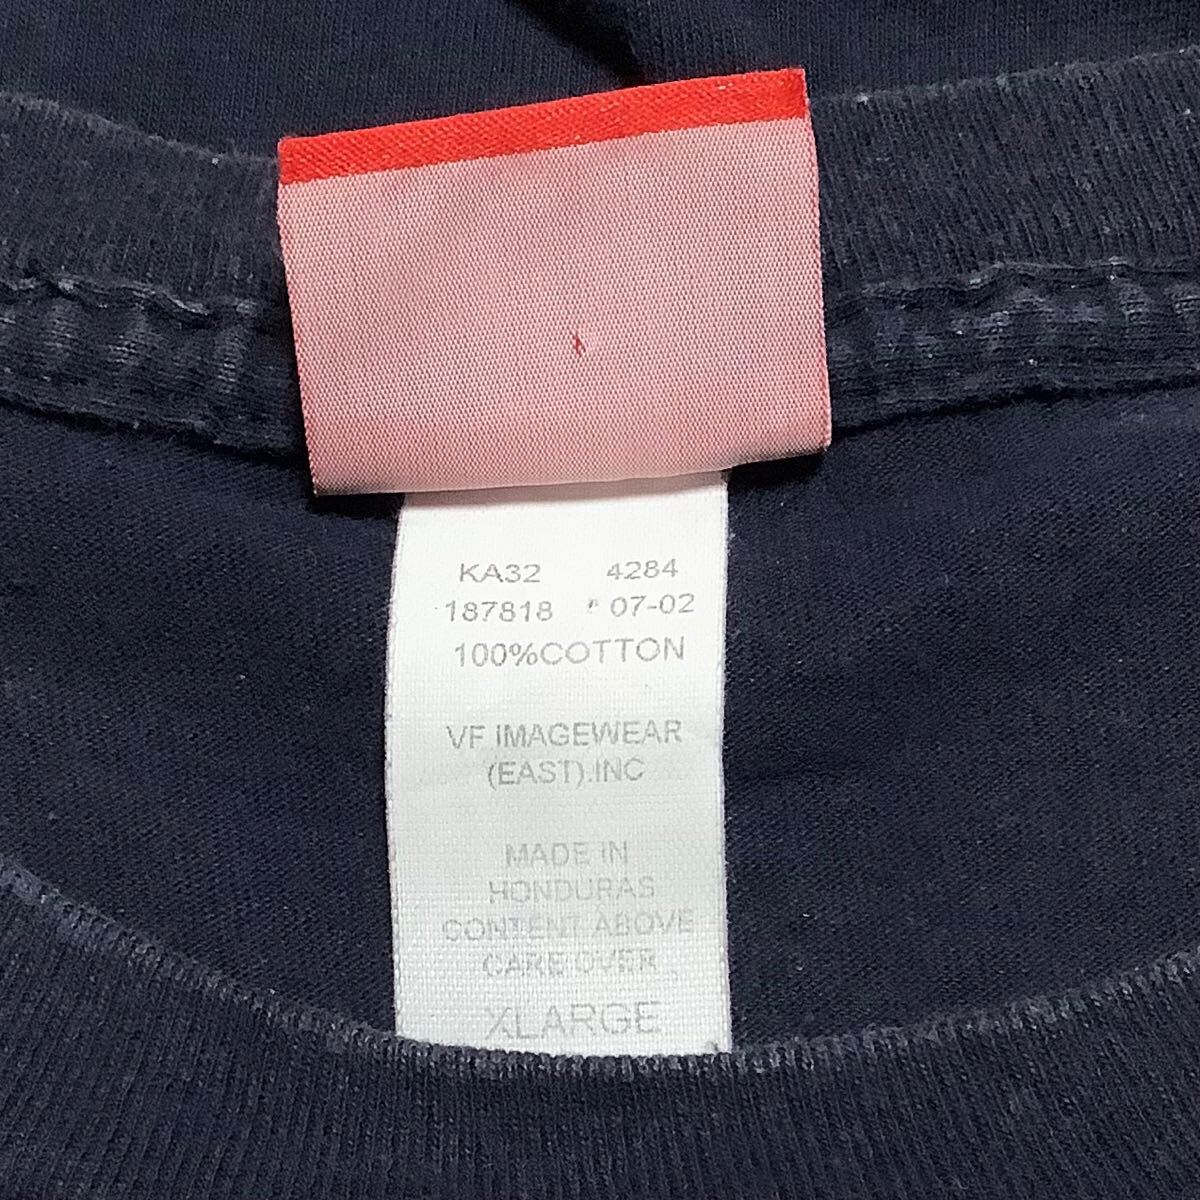 KA32 4284
187818 * 07-02
100%COTTON
VF IMAGEWEAR
(EAST).INC
MADE IN
HONDURAS
CONTENT ABOVE
CARE OVER
XLARGE